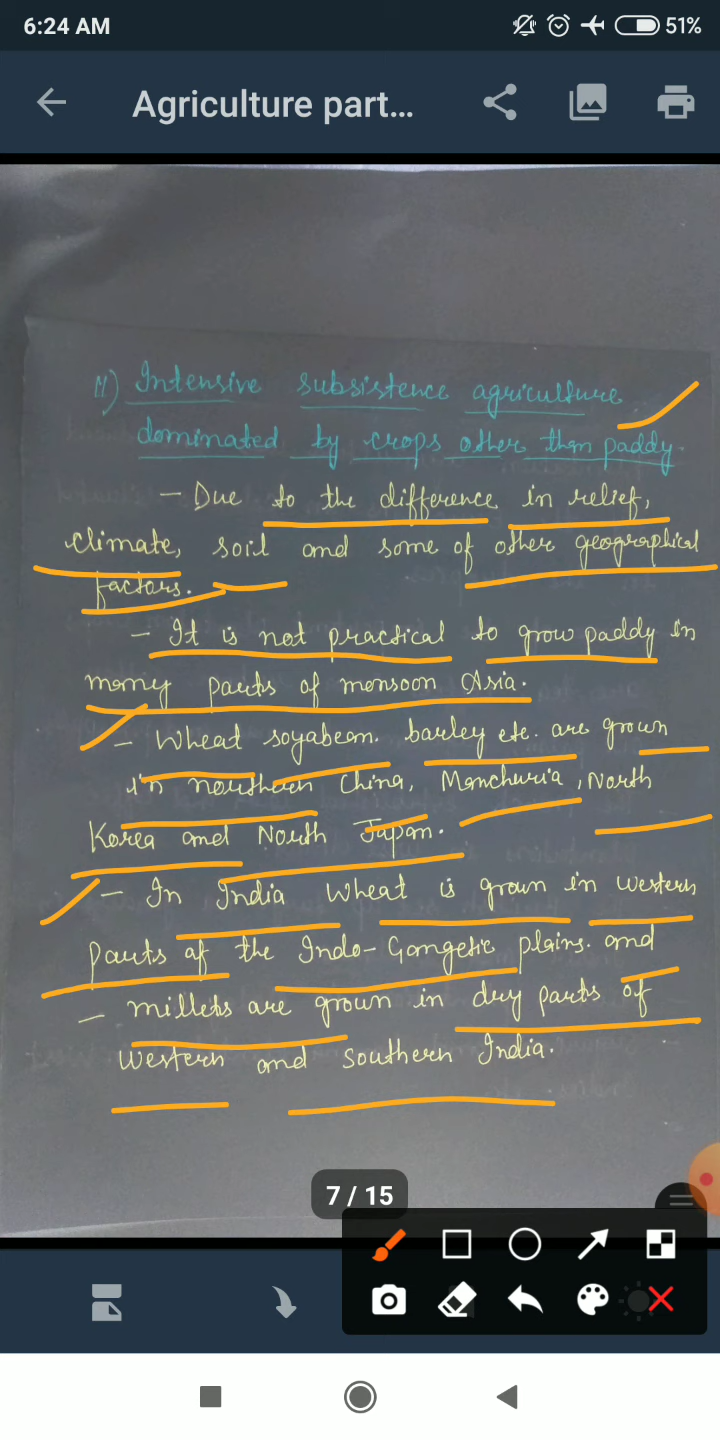 6:24 AM
51%
Agriculture part...
II) Intensive subsistence agriculture
dominated by crops other then paddy.
- Due to the difference in relief,
climate, soil and some of other geographical
factors.
- It is not practical to grow paddy in
many parts of monsoon Asia.
- Wheat soyabean. barley etc. are grown
in northern China, Manchuria, North
Korea and North Japan.
- In India wheat is grown in western
parts of the Indo-Gangetic plains. and
- millets are grown in dry parts of
western and southern India.
7 / 15